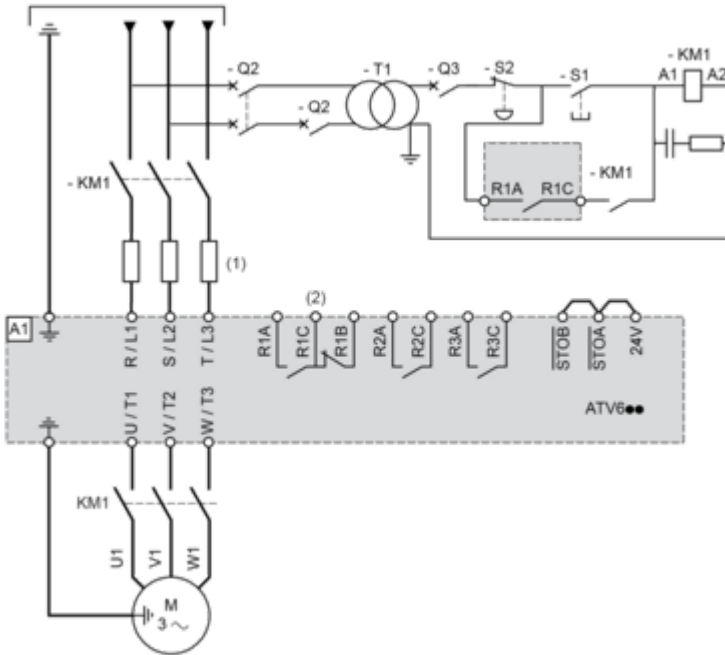 - Q2
- T1
- Q3
- S2
- S1
- KM1
A1
A2
- Q2
- KM1
R1A
R1C
- KM1
(1)
(2)
A1
R / L1
S / L2
T / L3
R1A
R1C
R1B
R2A
R2C
R3A
R3C
STOB
STOA
24V
U / T1
V / T2
W / T3
ATV6●●
KM1
U1
V1
W1
M
3 ~